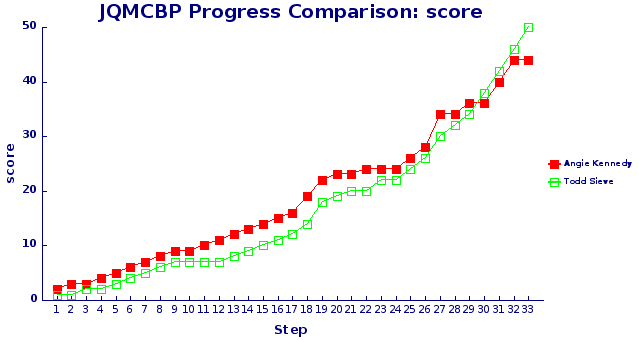 JQMCBP Progress Comparison: score
50
40
30
20
10
0
score
1 2 3 4 5 6 7 8 9 10 11 12 13 14 15 16 17 18 19 20 21 22 23 24 25 26 27 28 29 30 31 32 33
Step
Angie Kennedy
Todd Sieve